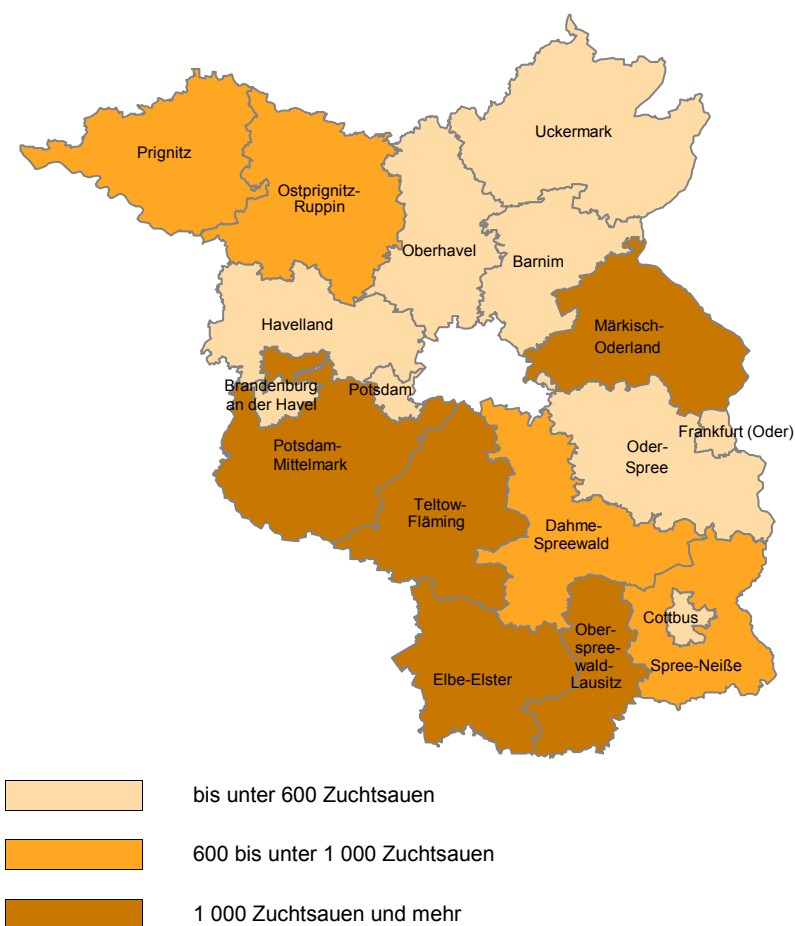 Uckermark
Prignitz
Ostprignitz-
Ruppin
Oberhavel
Barnim
Havelland
Märkisch-
Oderland
Brandenburg
an der Havel
Potsdam
Frankfurt (Oder)
Potsdam-
Mittelmark
Oder-
Spree
Teltow-
Fläming
Dahme-
Spreewald
Cottbus
Ober-
spree-
wald-
Lausitz
Spree-Neiße
Elbe-Elster
bis unter 600 Zuchtsauen
600 bis unter 1 000 Zuchtsauen
1 000 Zuchtsauen und mehr